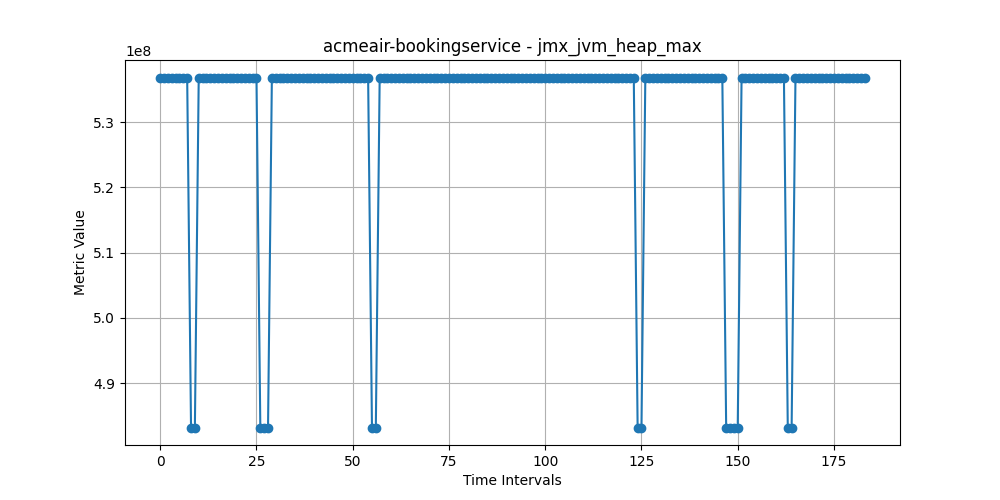 acmeair-bookingservice - jmx_jvm_heap_max
1e8
5.3
5.2
5.1
5.0
4.9
Metric Value
0 25 50 75 100 125 150 175
Time Intervals